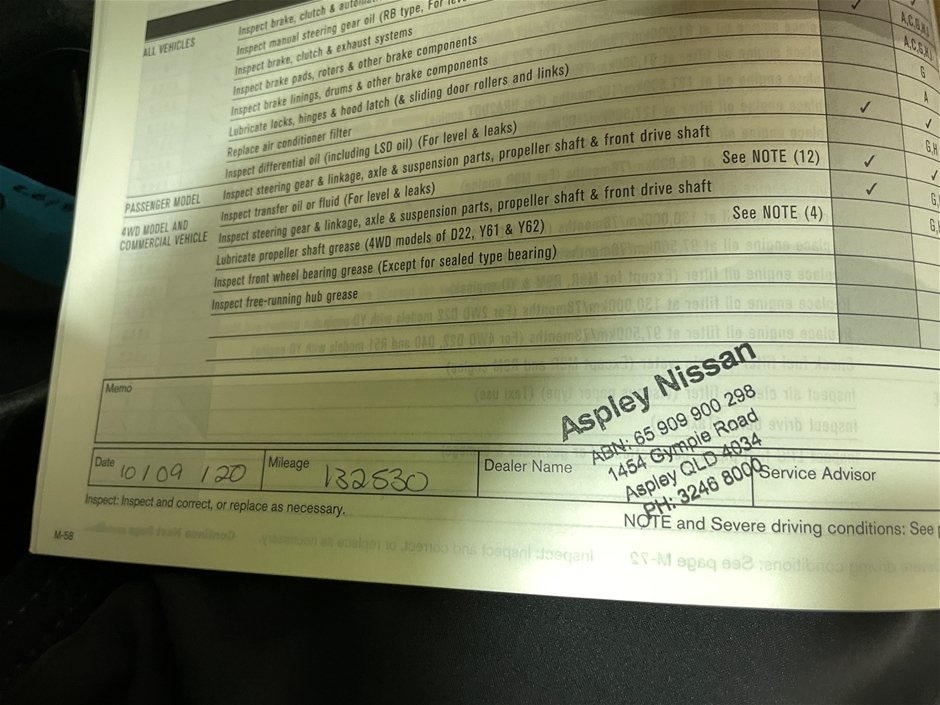 Inspect brake, clutch &
Inspect manual steering gear oil (RB type, For
A,C,G,H,I
ALL VEHICLES
Inspect brake, clutch & exhaust systems
A,C,G,H,I
Inspect brake pads, rotors & other brake components
G
Inspect brake linings, drums & other brake components
A
Lubricate locks, hinges & hood latch (& sliding door rollers and links)
✓ ✓
Replace air conditioner filter
G,H
Inspect differential oil (including LSD oil) (For level & leaks)
✓
PASSENGER MODEL
Inspect steering gear & linkage, axle & suspension parts, propeller shaft & front drive shaft
4WD MODEL AND
COMMERCIAL VEHICLE
Inspect transfer oil or fluid (For level & leaks)
See NOTE (12) ✓
Inspect steering gear & linkage, axle & suspension parts, propeller shaft & front drive shaft
✓
Lubricate propeller shaft grease (4WD models of D22, Y61 & Y62)
See NOTE (4)
Inspect front wheel bearing grease (Except for sealed type bearing)
Inspect free-running hub grease
Memo
Aspley Nissan
ABN: 65 909 900 298
1454 Gympie Road
Aspley QLD 4034
PH: 3246 8000
Date 10/09/20 Mileage 132530 Dealer Name Service Advisor
Inspect: Inspect and correct, or replace as necessary.
NOTE and Severe driving conditions: See
M-58